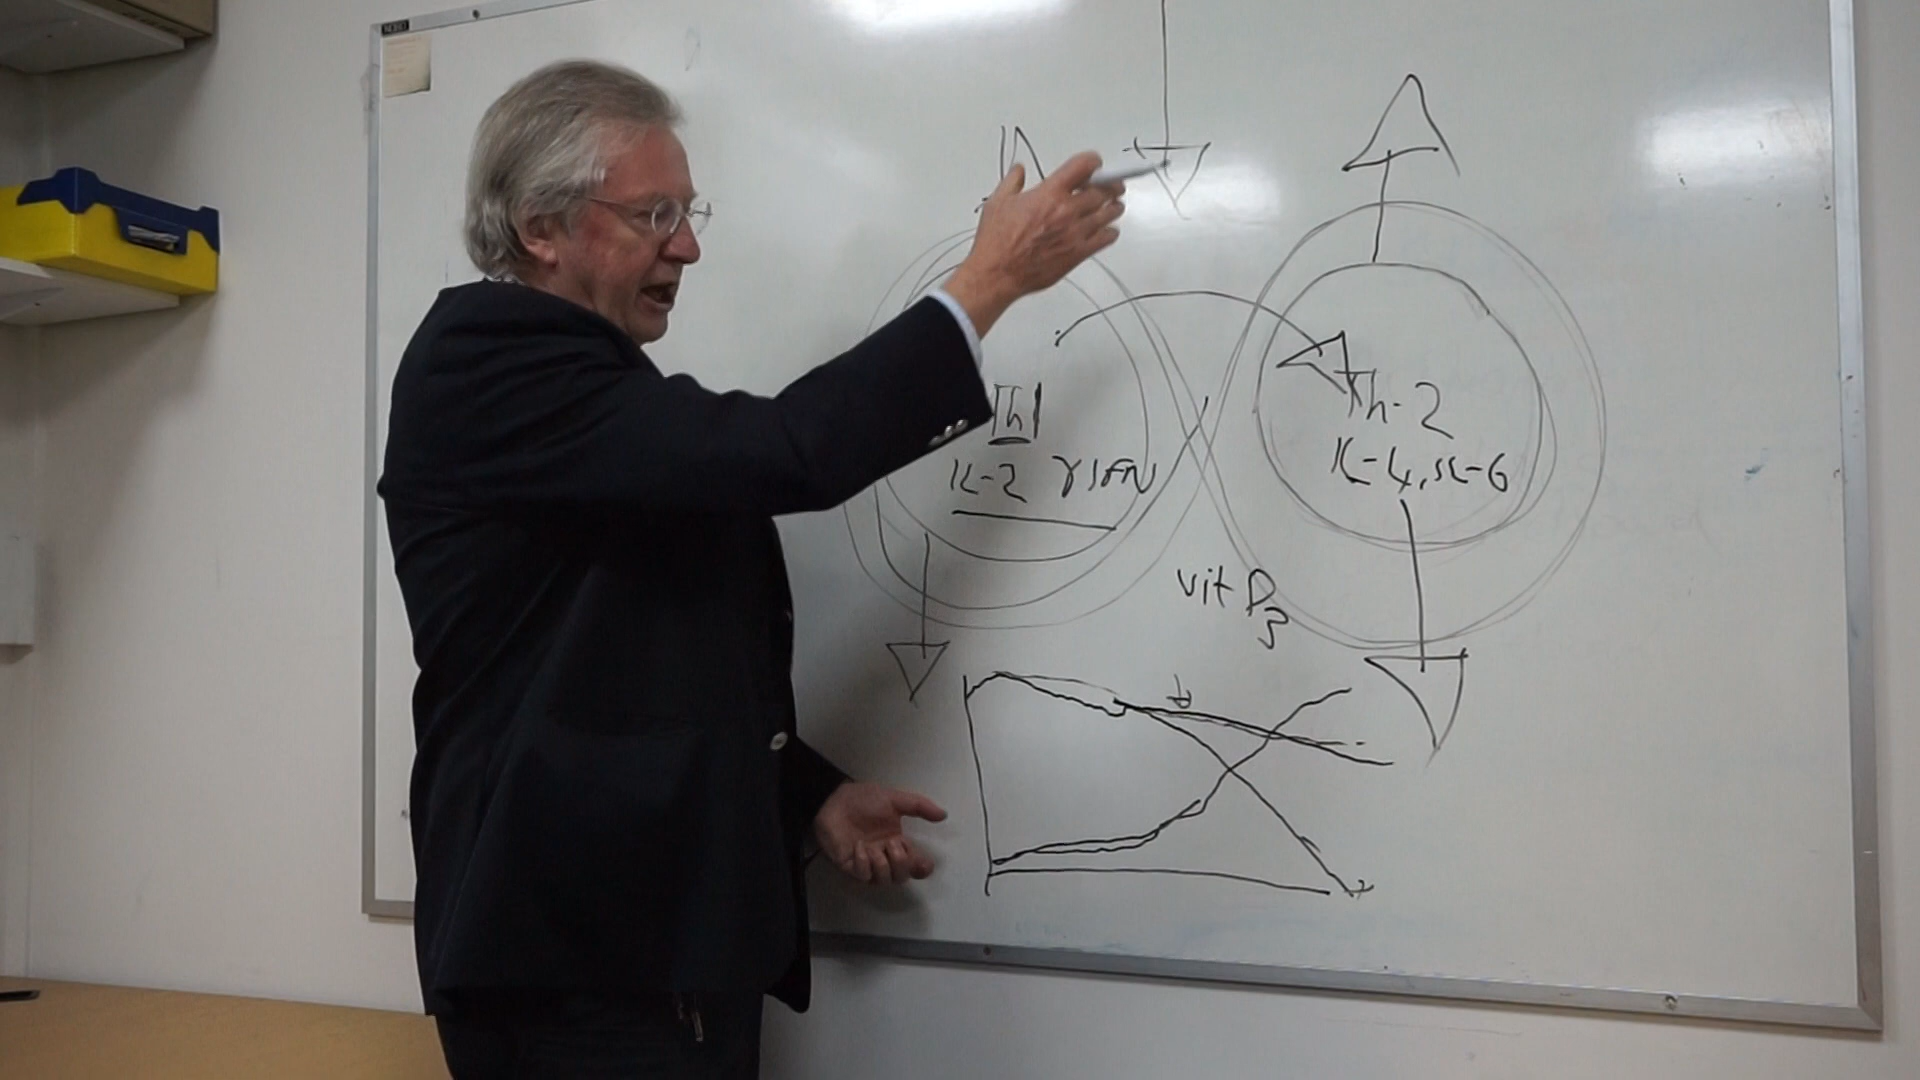 Th1
IL-2 γIFN
Th-2
IL-4, IL-6
vit D3